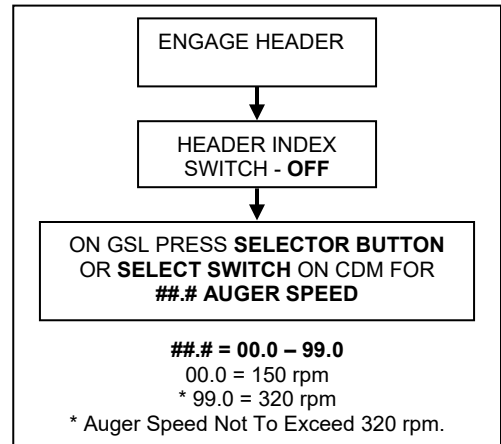 ENGAGE HEADER
HEADER INDEX
SWITCH - OFF
ON GSL PRESS SELECTOR BUTTON
OR SELECT SWITCH ON CDM FOR
##.# AUGER SPEED
##.# = 00.0 – 99.0
00.0 = 150 rpm
* 99.0 = 320 rpm
* Auger Speed Not To Exceed 320 rpm.